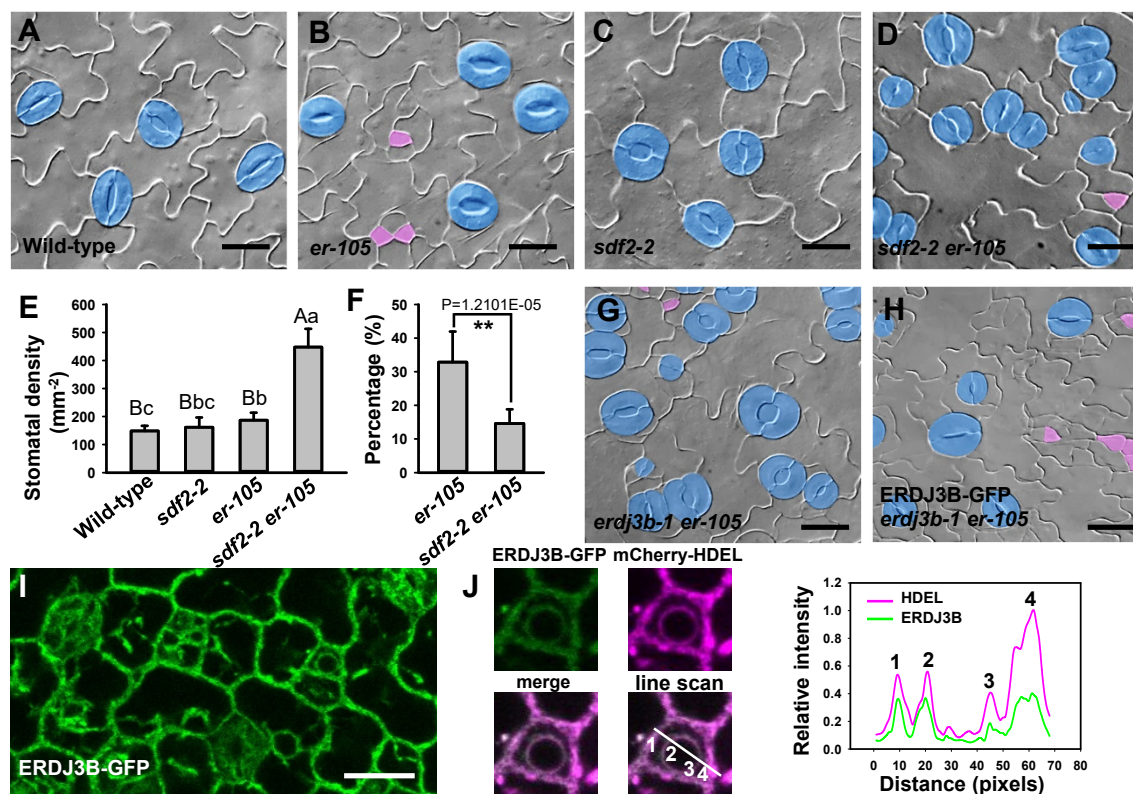 A
Wild-type
B
er-105
C
sdf2-2
D
sdf2-2 er-105
E
Stomatal density
(mm-2)
600
500
400
300
200
100
0
Bc
Bbc
Bb
Aa
Wild-type
sdf2-2
er-105
sdf2-2 er-105
F
Percentage (%)
50
40
30
20
10
0
P=1.2101E-05
**
er-105
sdf2-2 er-105
G
erdj3b-1 er-105
H
ERDJ3B-GFP
erdj3b-1 er-105
I
ERDJ3B-GFP
J
ERDJ3B-GFP mCherry-HDEL
merge
line scan
1
2
3
4
Relative intensity
1.2
1.0
0.8
0.6
0.4
0.2
0.0
HDEL
ERDJ3B
1
2
3
4
0 10 20 30 40 50 60 70 80
Distance (pixels)